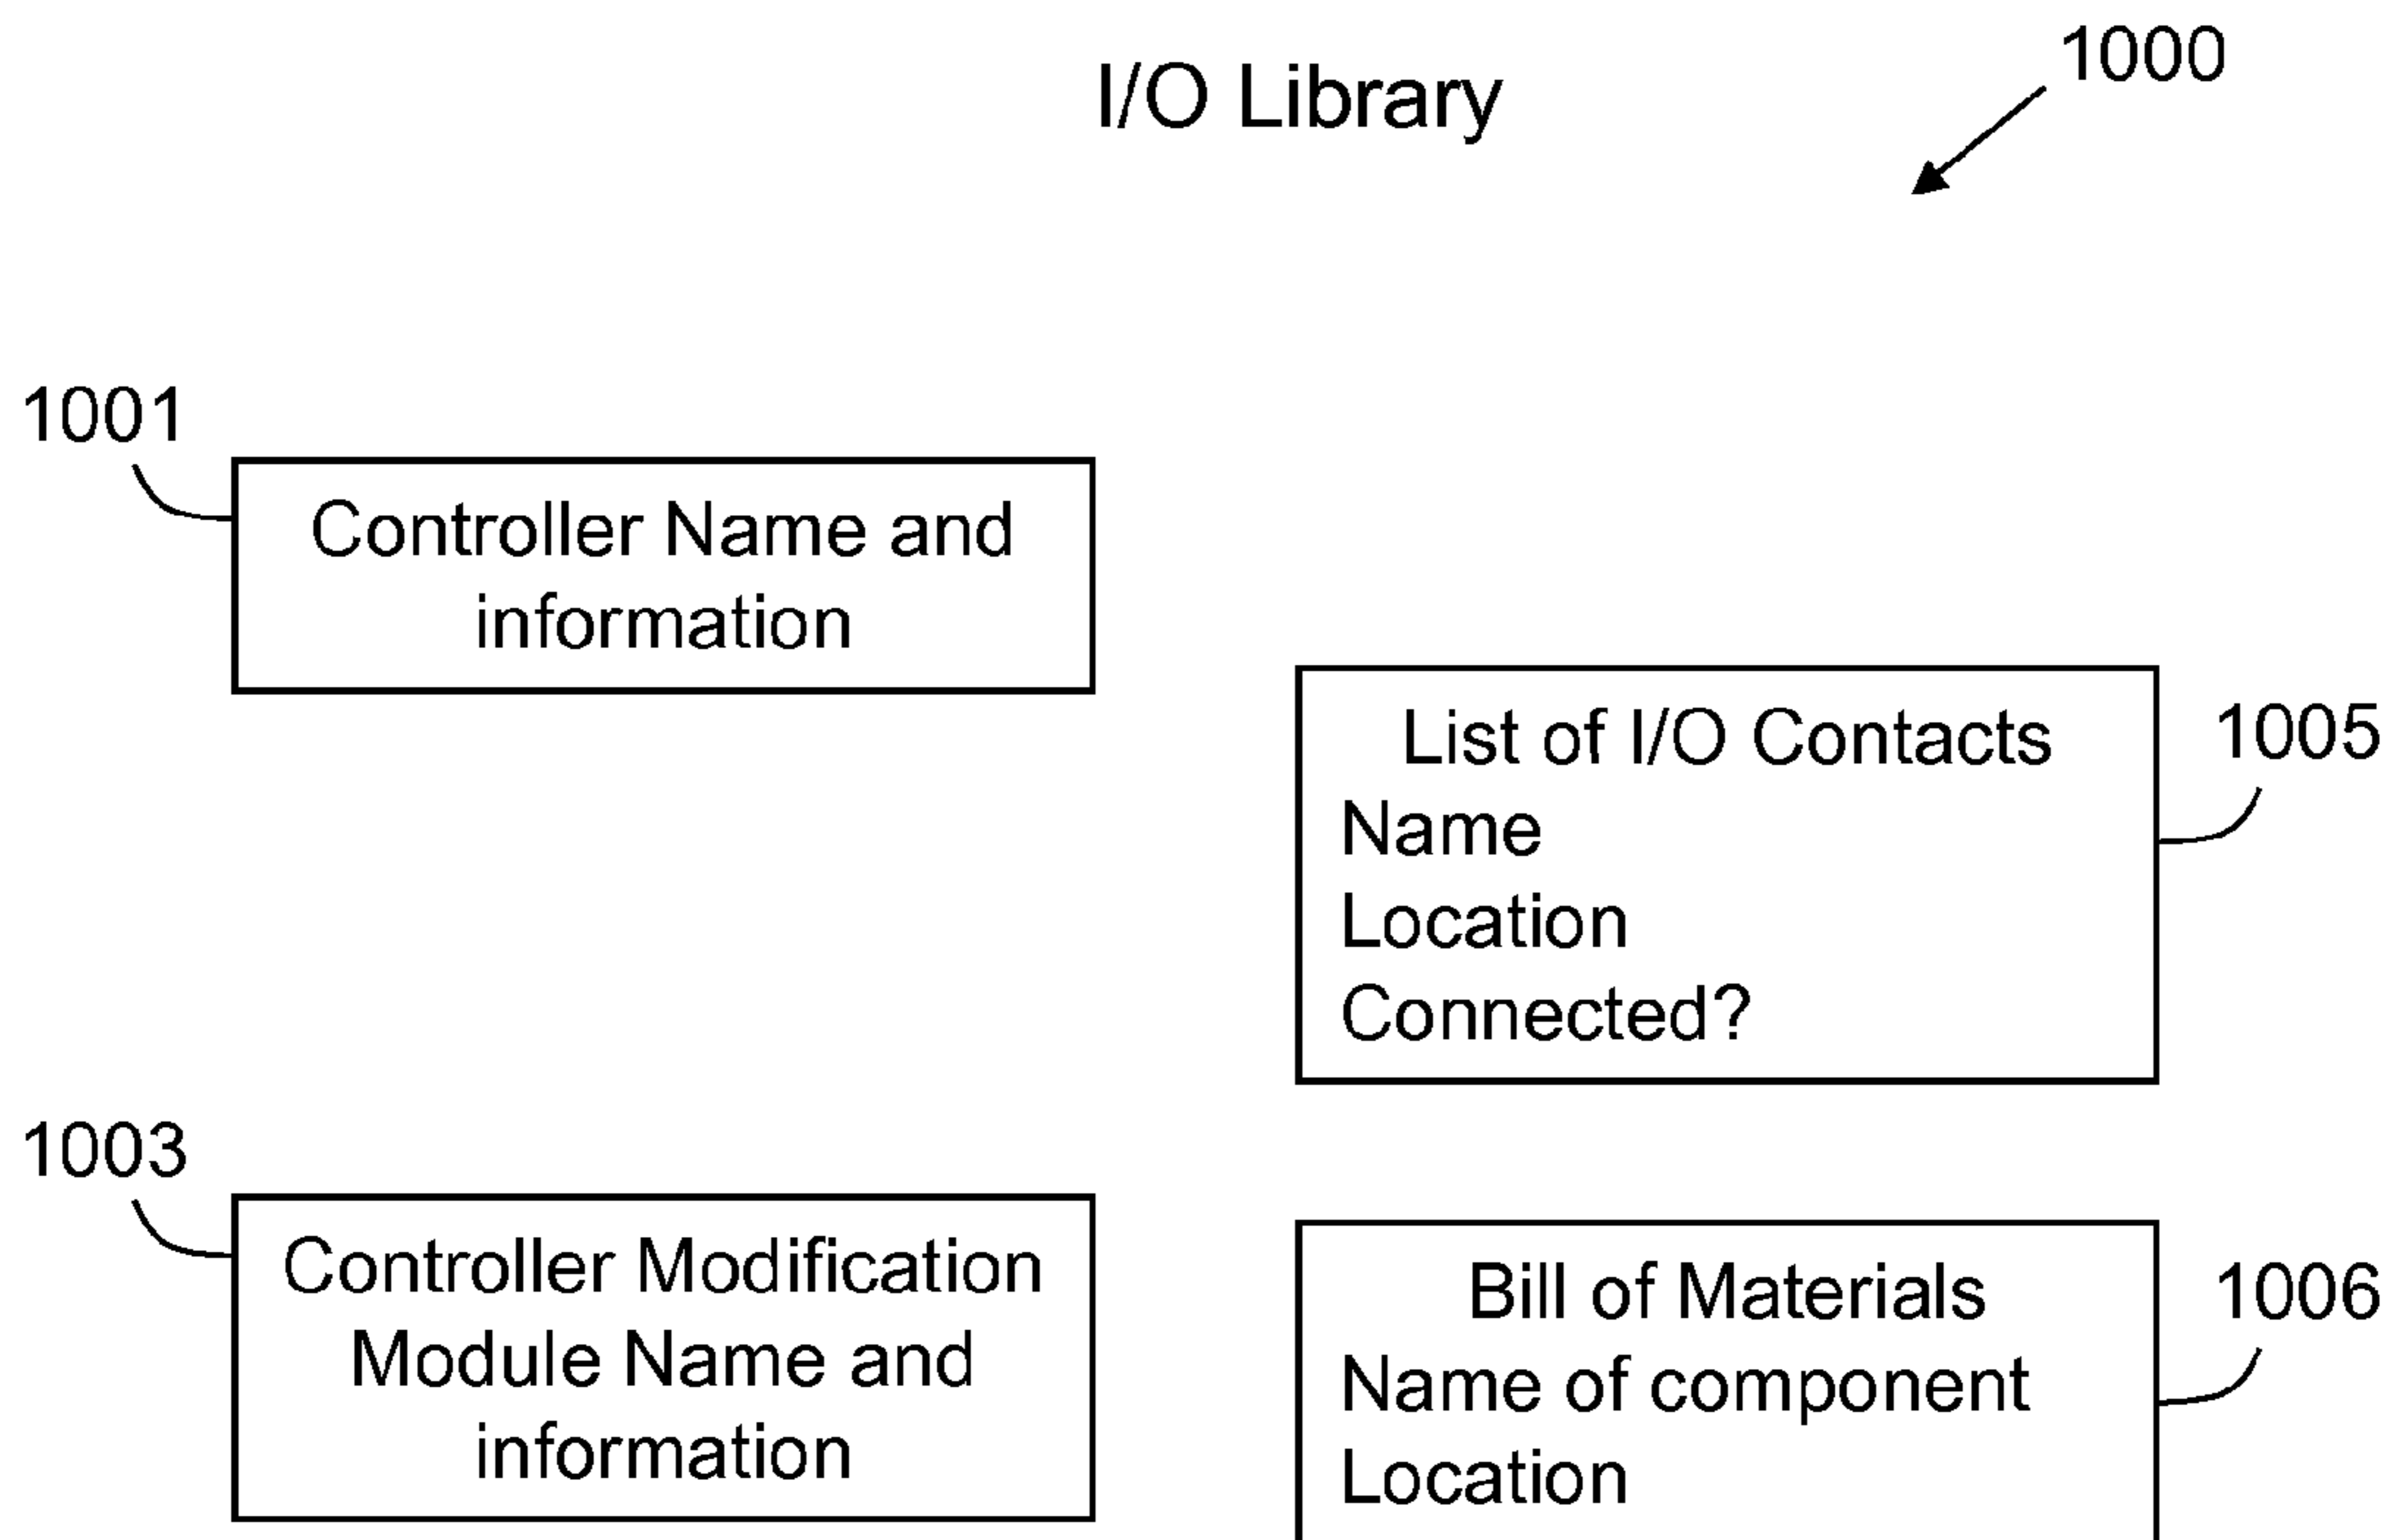 I/O Library
1000
1001
Controller Name and
information
List of I/O Contacts
Name
Location
Connected?
1005
1003
Controller Modification
Module Name and
information
Bill of Materials
Name of component
Location
1006